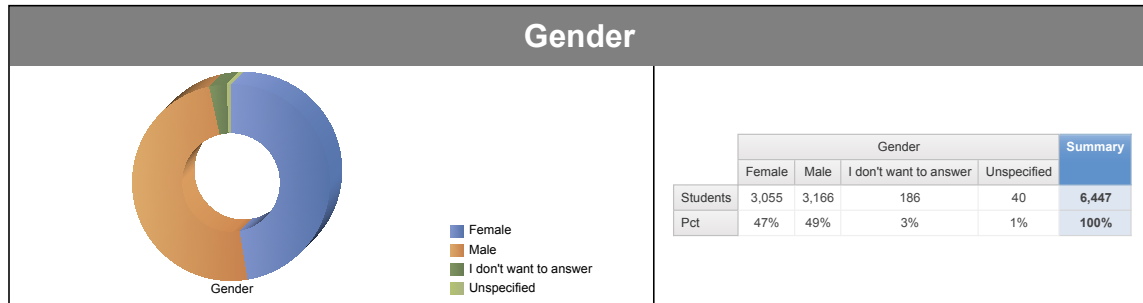 Gender
Female
Male
I don't want to answer
Unspecified
Gender
Gender Summary
Female Male I don't want to answer Unspecified
Students 3,055 3,166 186 40 6,447
Pct 47% 49% 3% 1% 100%